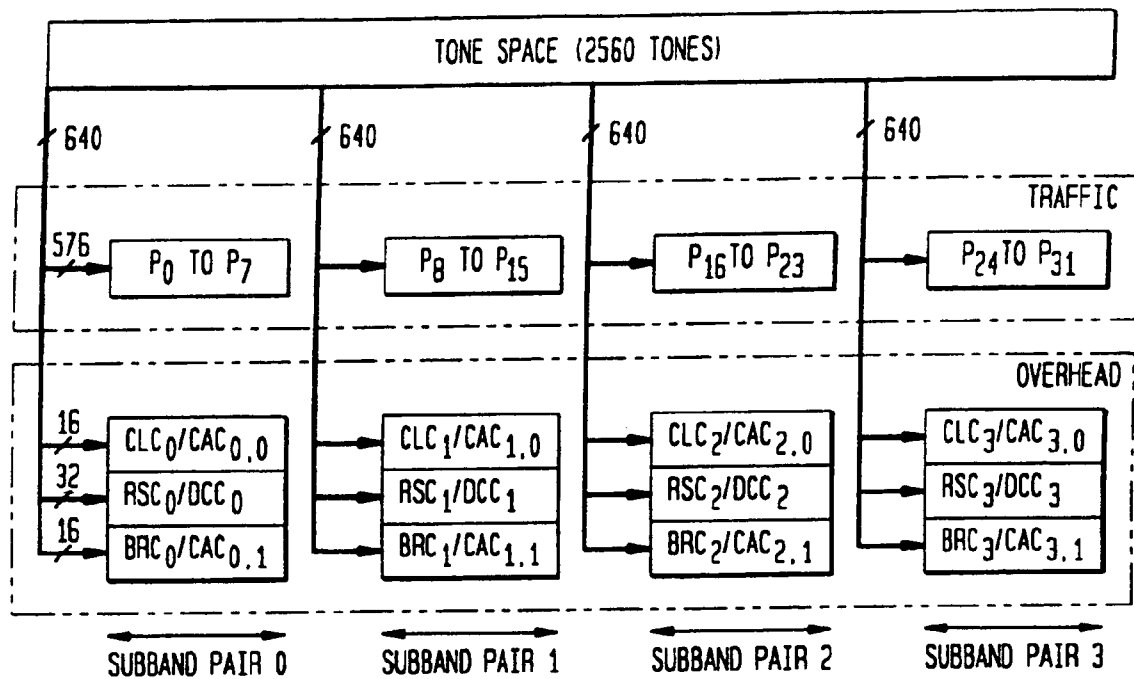 TONE SPACE (2560 TONES)
640 640 640 640
TRAFFIC
576
P0 TO P7 P8 TO P15 P16 TO P23 P24 TO P31
OVERHEAD
16
CLC0/CAC0,0 CLC1/CAC1,0 CLC2/CAC2,0 CLC3/CAC3,0
32
RSC0/DCC0 RSC1/DCC1 RSC2/DCC2 RSC3/DCC3
16
BRC0/CAC0,1 BRC1/CAC1,1 BRC2/CAC2,1 BRC3/CAC3,1
SUBBAND PAIR 0 SUBBAND PAIR 1 SUBBAND PAIR 2 SUBBAND PAIR 3